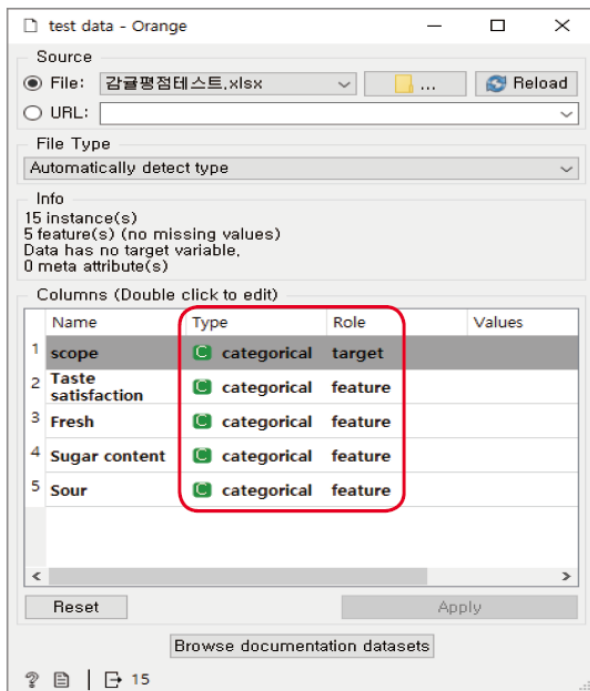 test data - Orange
Source
File: 감귤평점테스트.xlsx ... Reload
URL:
File Type
Automatically detect type
Info
15 instance(s)
5 feature(s) (no missing values)
Data has no target variable.
0 meta attribute(s)
Columns (Double click to edit)
Name Type Role Values
1 scope C categorical target
2 Taste satisfaction C categorical feature
3 Fresh C categorical feature
4 Sugar content C categorical feature
5 Sour C categorical feature
Reset Apply
Browse documentation datasets
? 15